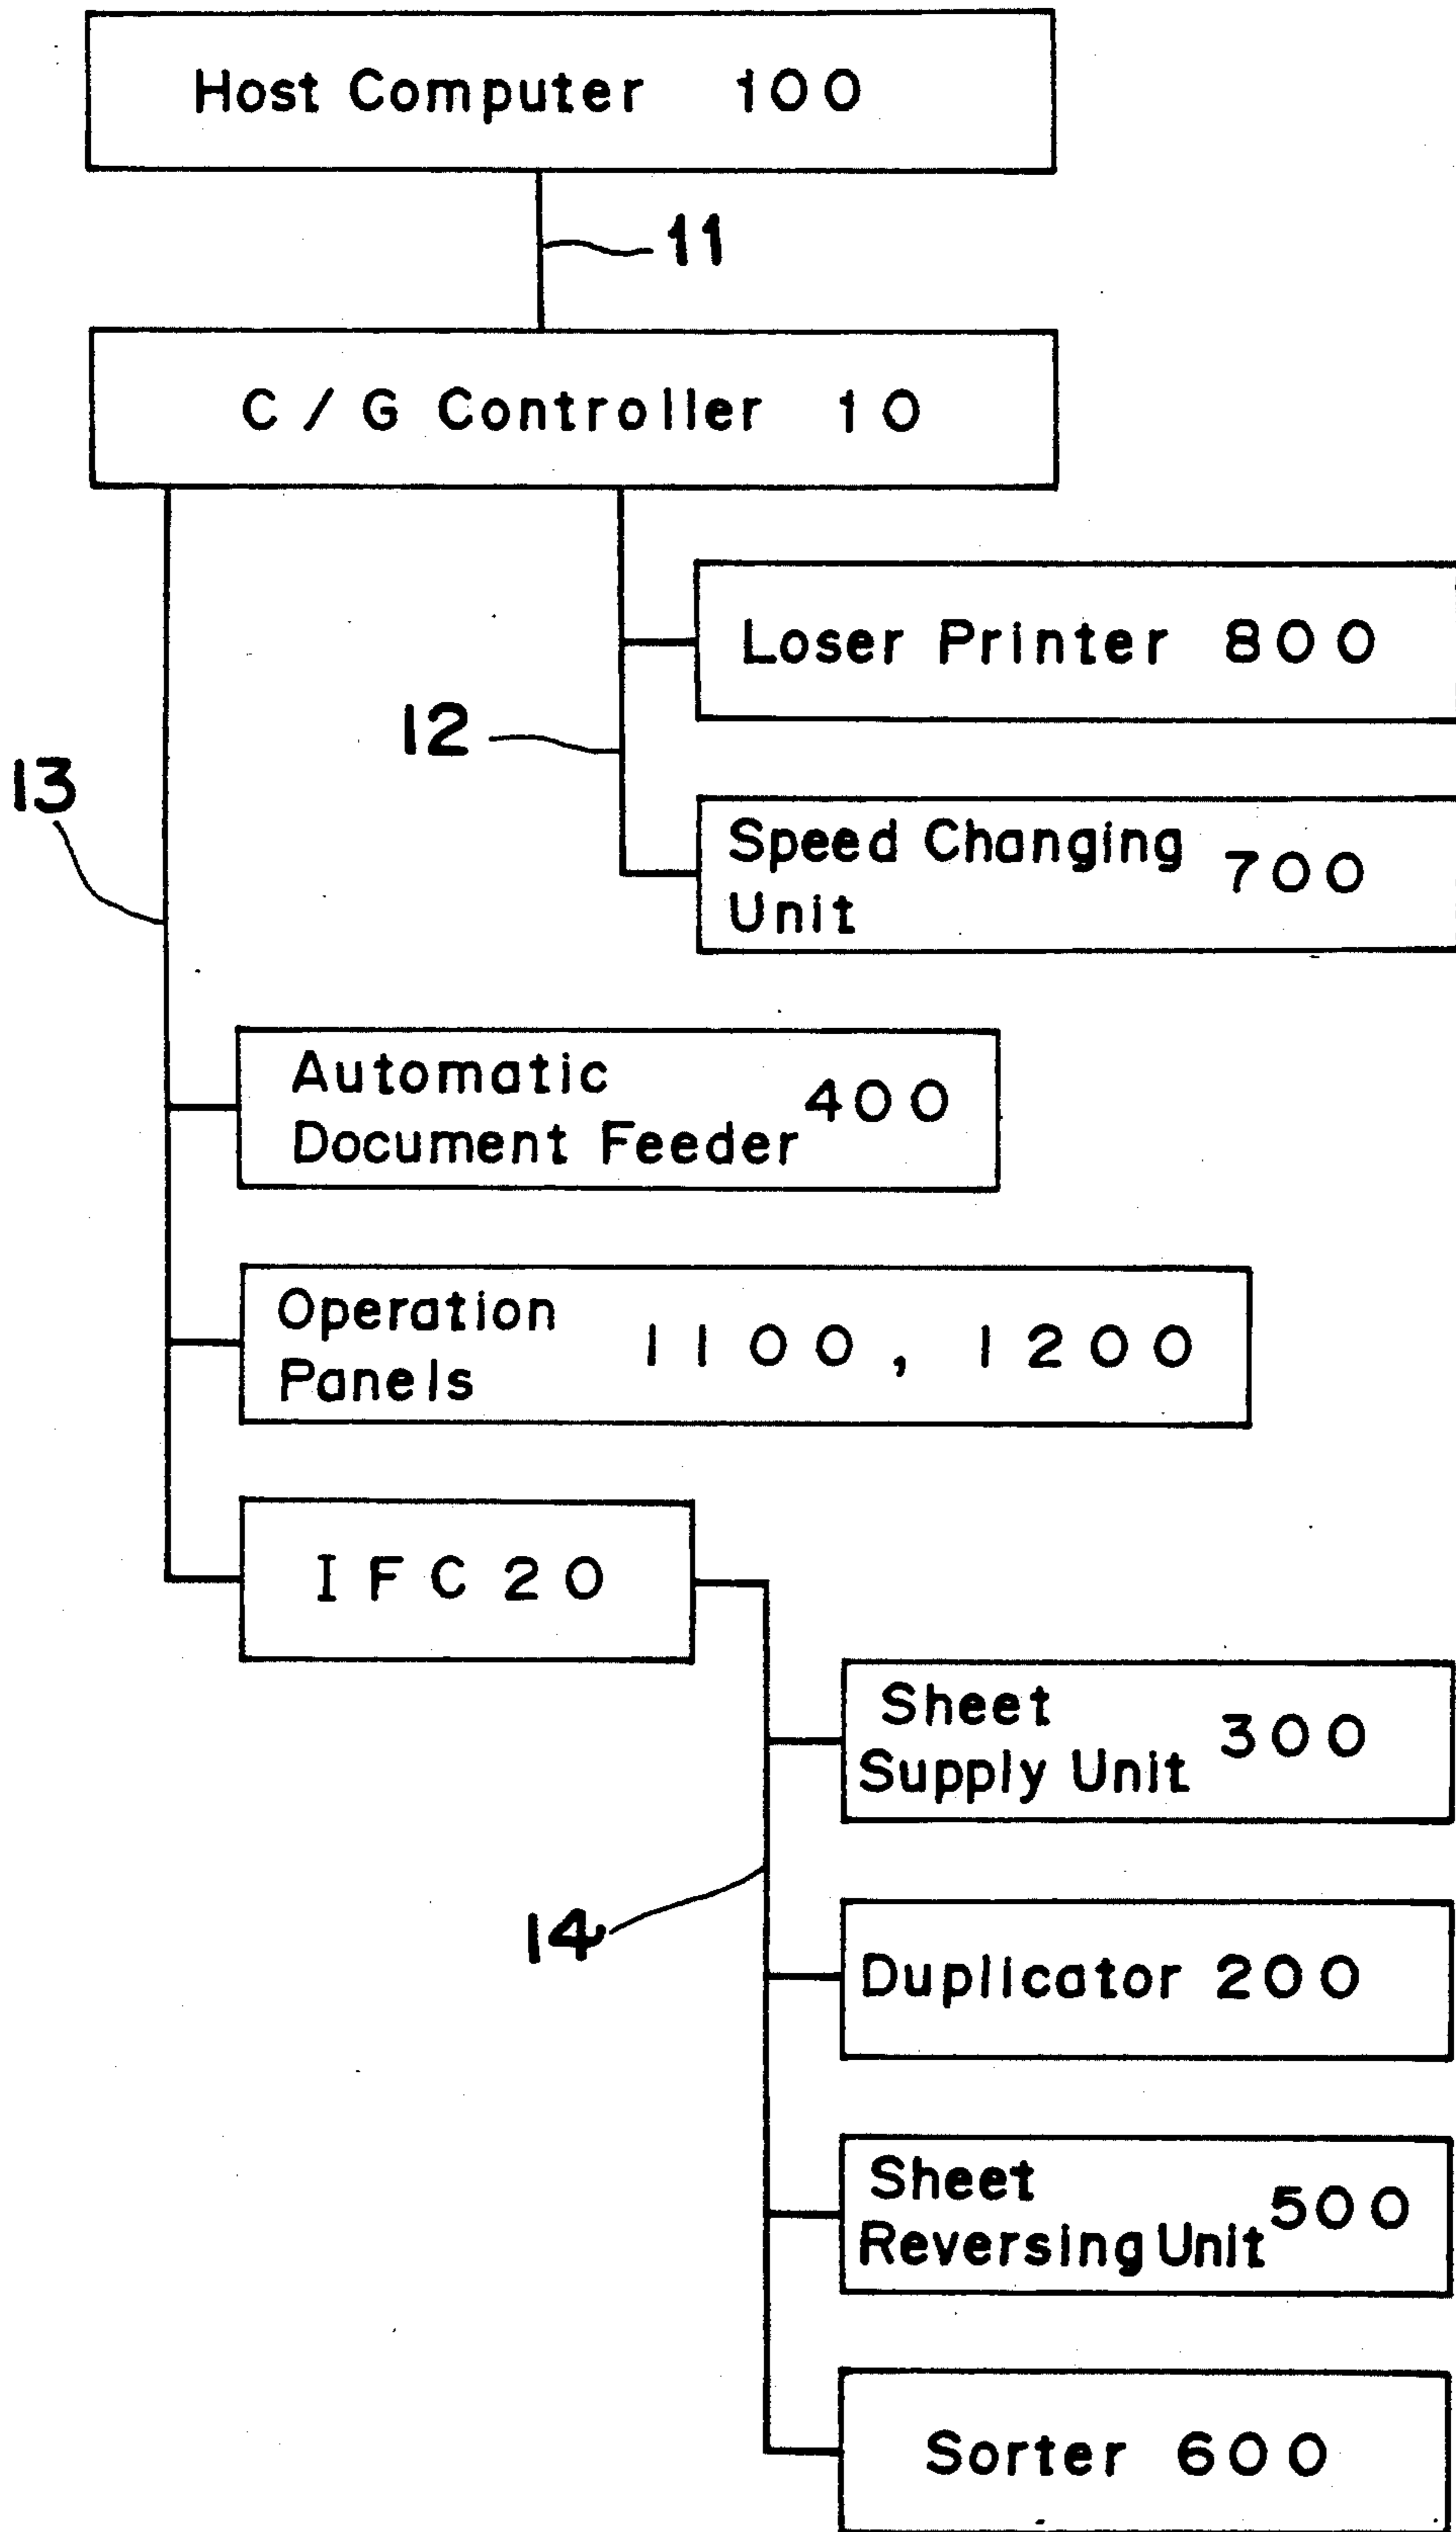 Host Computer 100
11
C / G Controller 10
Loser Printer 800
12
13
Speed Changing 700
Unit
Automatic 400
Document Feeder
Operation 1100, 1200
Panels
IFC 20
Sheet 300
Supply Unit
14
Duplicator 200
Sheet 500
Reversing Unit
Sorter 600